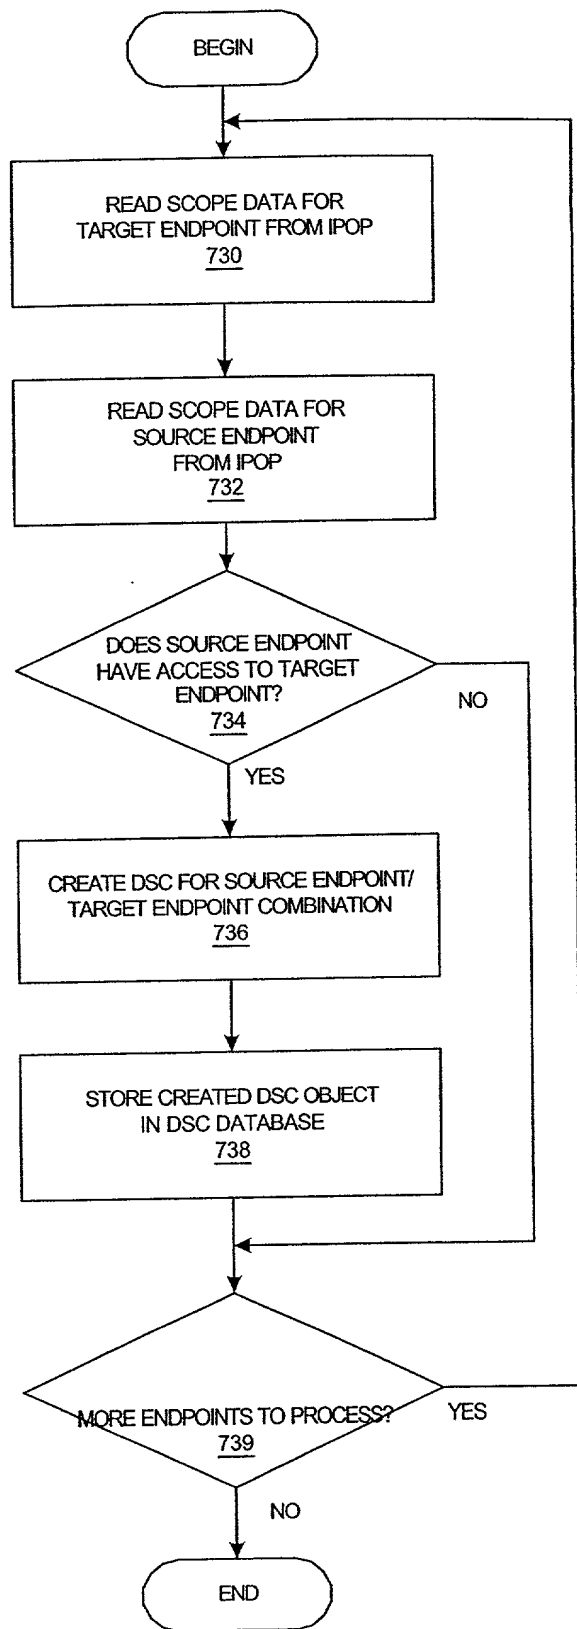 BEGIN
READ SCOPE DATA FOR
TARGET ENDPOINT FROM IPOP
730
READ SCOPE DATA FOR
SOURCE ENDPOINT
FROM IPOP
732
DOES SOURCE ENDPOINT
HAVE ACCESS TO TARGET
ENDPOINT?
734
NO
YES
CREATE DSC FOR SOURCE ENDPOINT/
TARGET ENDPOINT COMBINATION
736
STORE CREATED DSC OBJECT
IN DSC DATABASE
738
MORE ENDPOINTS TO PROCESS?
739
YES
NO
END